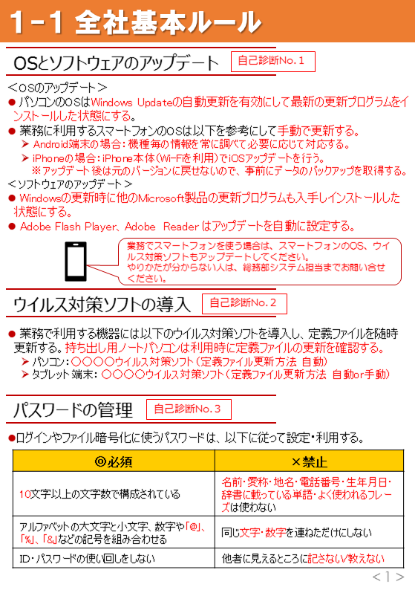 1-1 全社基本ルール
OSとソフトウェアのアップデート 自己診断No.1
＜OSのアップデート＞
●パソコンのOSはWindows Updateの自動更新を有効にして最新の更新プログラムをイ
ンストールした状態にする。
●業務に利用するスマートフォンのOSは以下を参考にして手動で更新する。
➤Android端末の場合：機種毎の情報を常に調べて必要に応じて対応する。
➤iPhoneの場合：iPhone本体（Wi-Fiを利用）でiOSアップデートを行う。
※アップデート後は元のバージョンに戻せないので、事前にデータのバックアップを取得する。
＜ソフトウェアのアップデート＞
●Windowsの更新時に他のMicrosoft製品の更新プログラムも入手しインストールした
状態にする。
●Adobe Flash Player、Adobe Readerはアップデートを自動に設定する。
業務でスマートフォンを使う場合は、スマートフォンのOS、ウイ
ルス対策ソフトもアップデートしてください。
やりかたが分からない人は、総務部システム担当までお問い合せ
ください。
ウイルス対策ソフトの導入 自己診断No.2
●業務で利用する機器には以下のウイルス対策ソフトを導入し、定義ファイルを随時
更新する。持ち出し用ノートパソコンは利用時に定義ファイルの更新を確認する。
➤パソコン：〇〇〇〇ウイルス対策ソフト（定義ファイル更新方法 自動）
➤タブレット端末：〇〇〇〇ウイルス対策ソフト（定義ファイル更新方法 自動or手動）
パスワードの管理 自己診断No.3
●ログインやファイル暗号化に使うパスワードは、以下に従って設定・利用する。
◎必須 ×禁止
10文字以上の文字数で構成されている
名前・愛称・地名・電話番号・生年月日・
辞書に載っている単語・よく使われるフレー
ズは使わない
アルファベットの大文字と小文字、数字や「@」、
「%」、「&」などの記号を組み合わせる
同じ文字・数字を連ねただけにしない
ID・パスワードの使い回しをしない
他者に見えるところに記さない/教えない
＜1＞